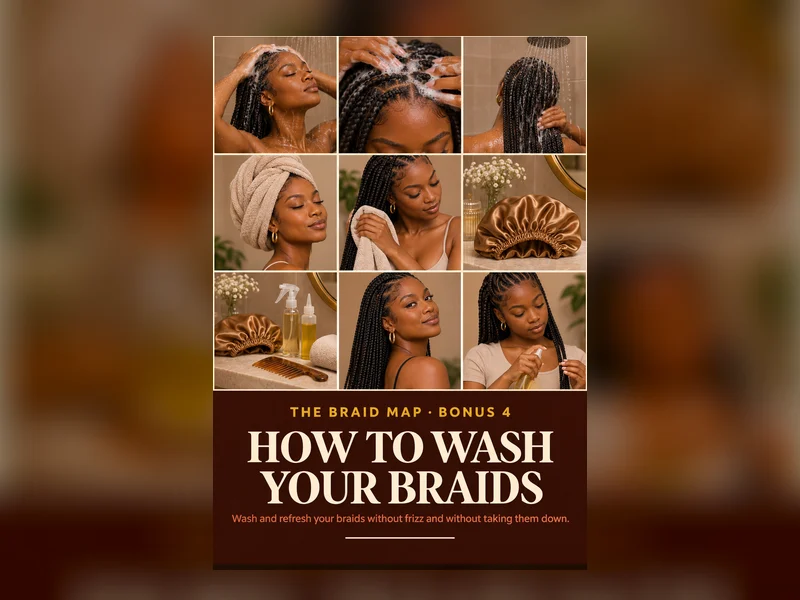 THE BRAID MAP · BONUS 4
HOW TO WASH
YOUR BRAIDS
Wash and refresh your braids without frizz and without taking them down.